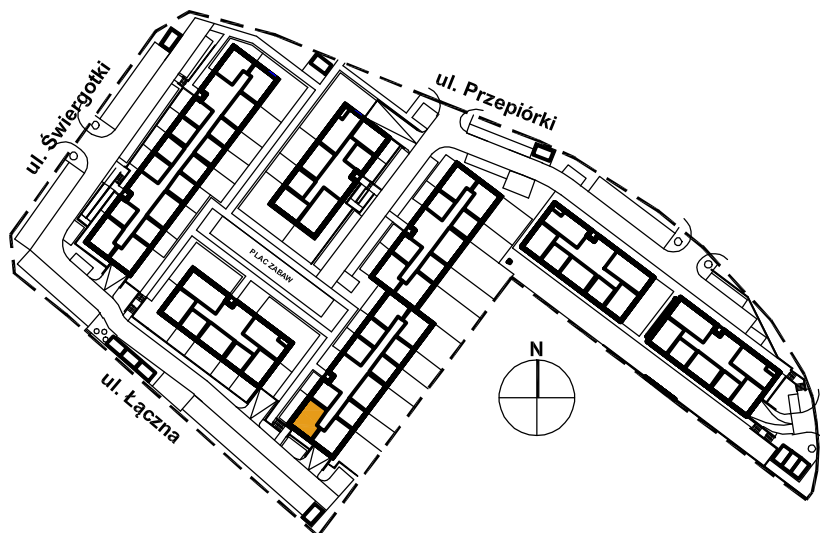 ul. Przepiórki
ul. Świergotki
PLAC ZABAW
N
ul. Łączna